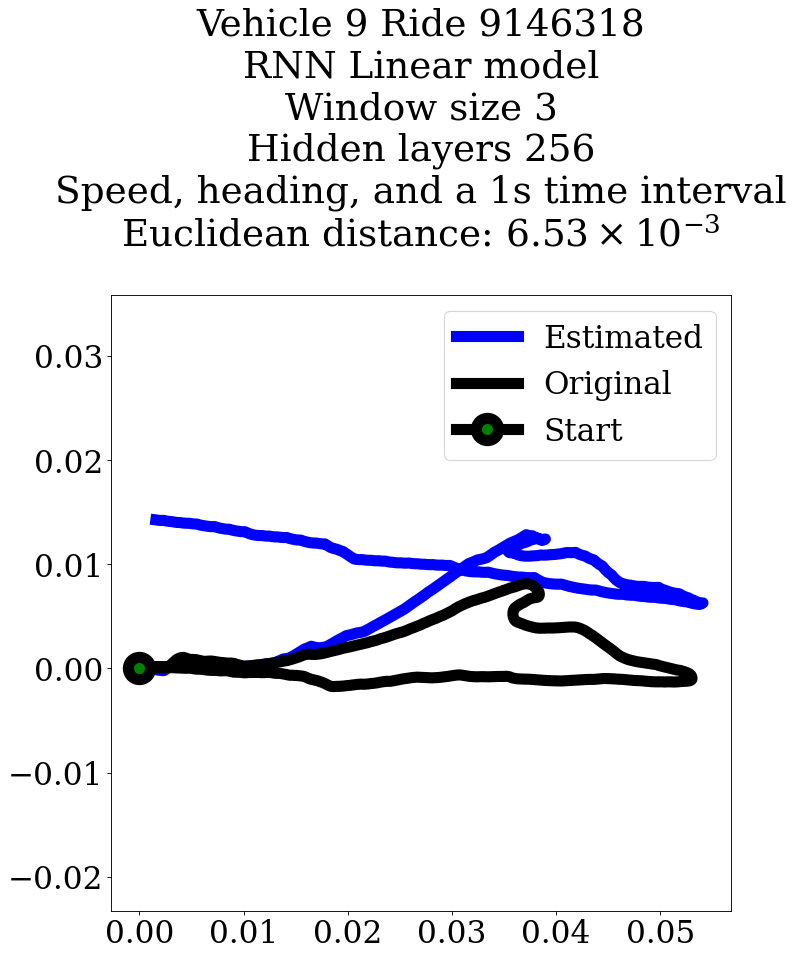 Vehicle 9 Ride 9146318
RNN Linear model
Window size 3
Hidden layers 256
Speed, heading, and a 1s time interval
Euclidean distance: 6.53 × 10⁻³
Estimated
Original
Start
0.03
0.02
0.01
0.00
−0.01
−0.02
0.00 0.01 0.02 0.03 0.04 0.05